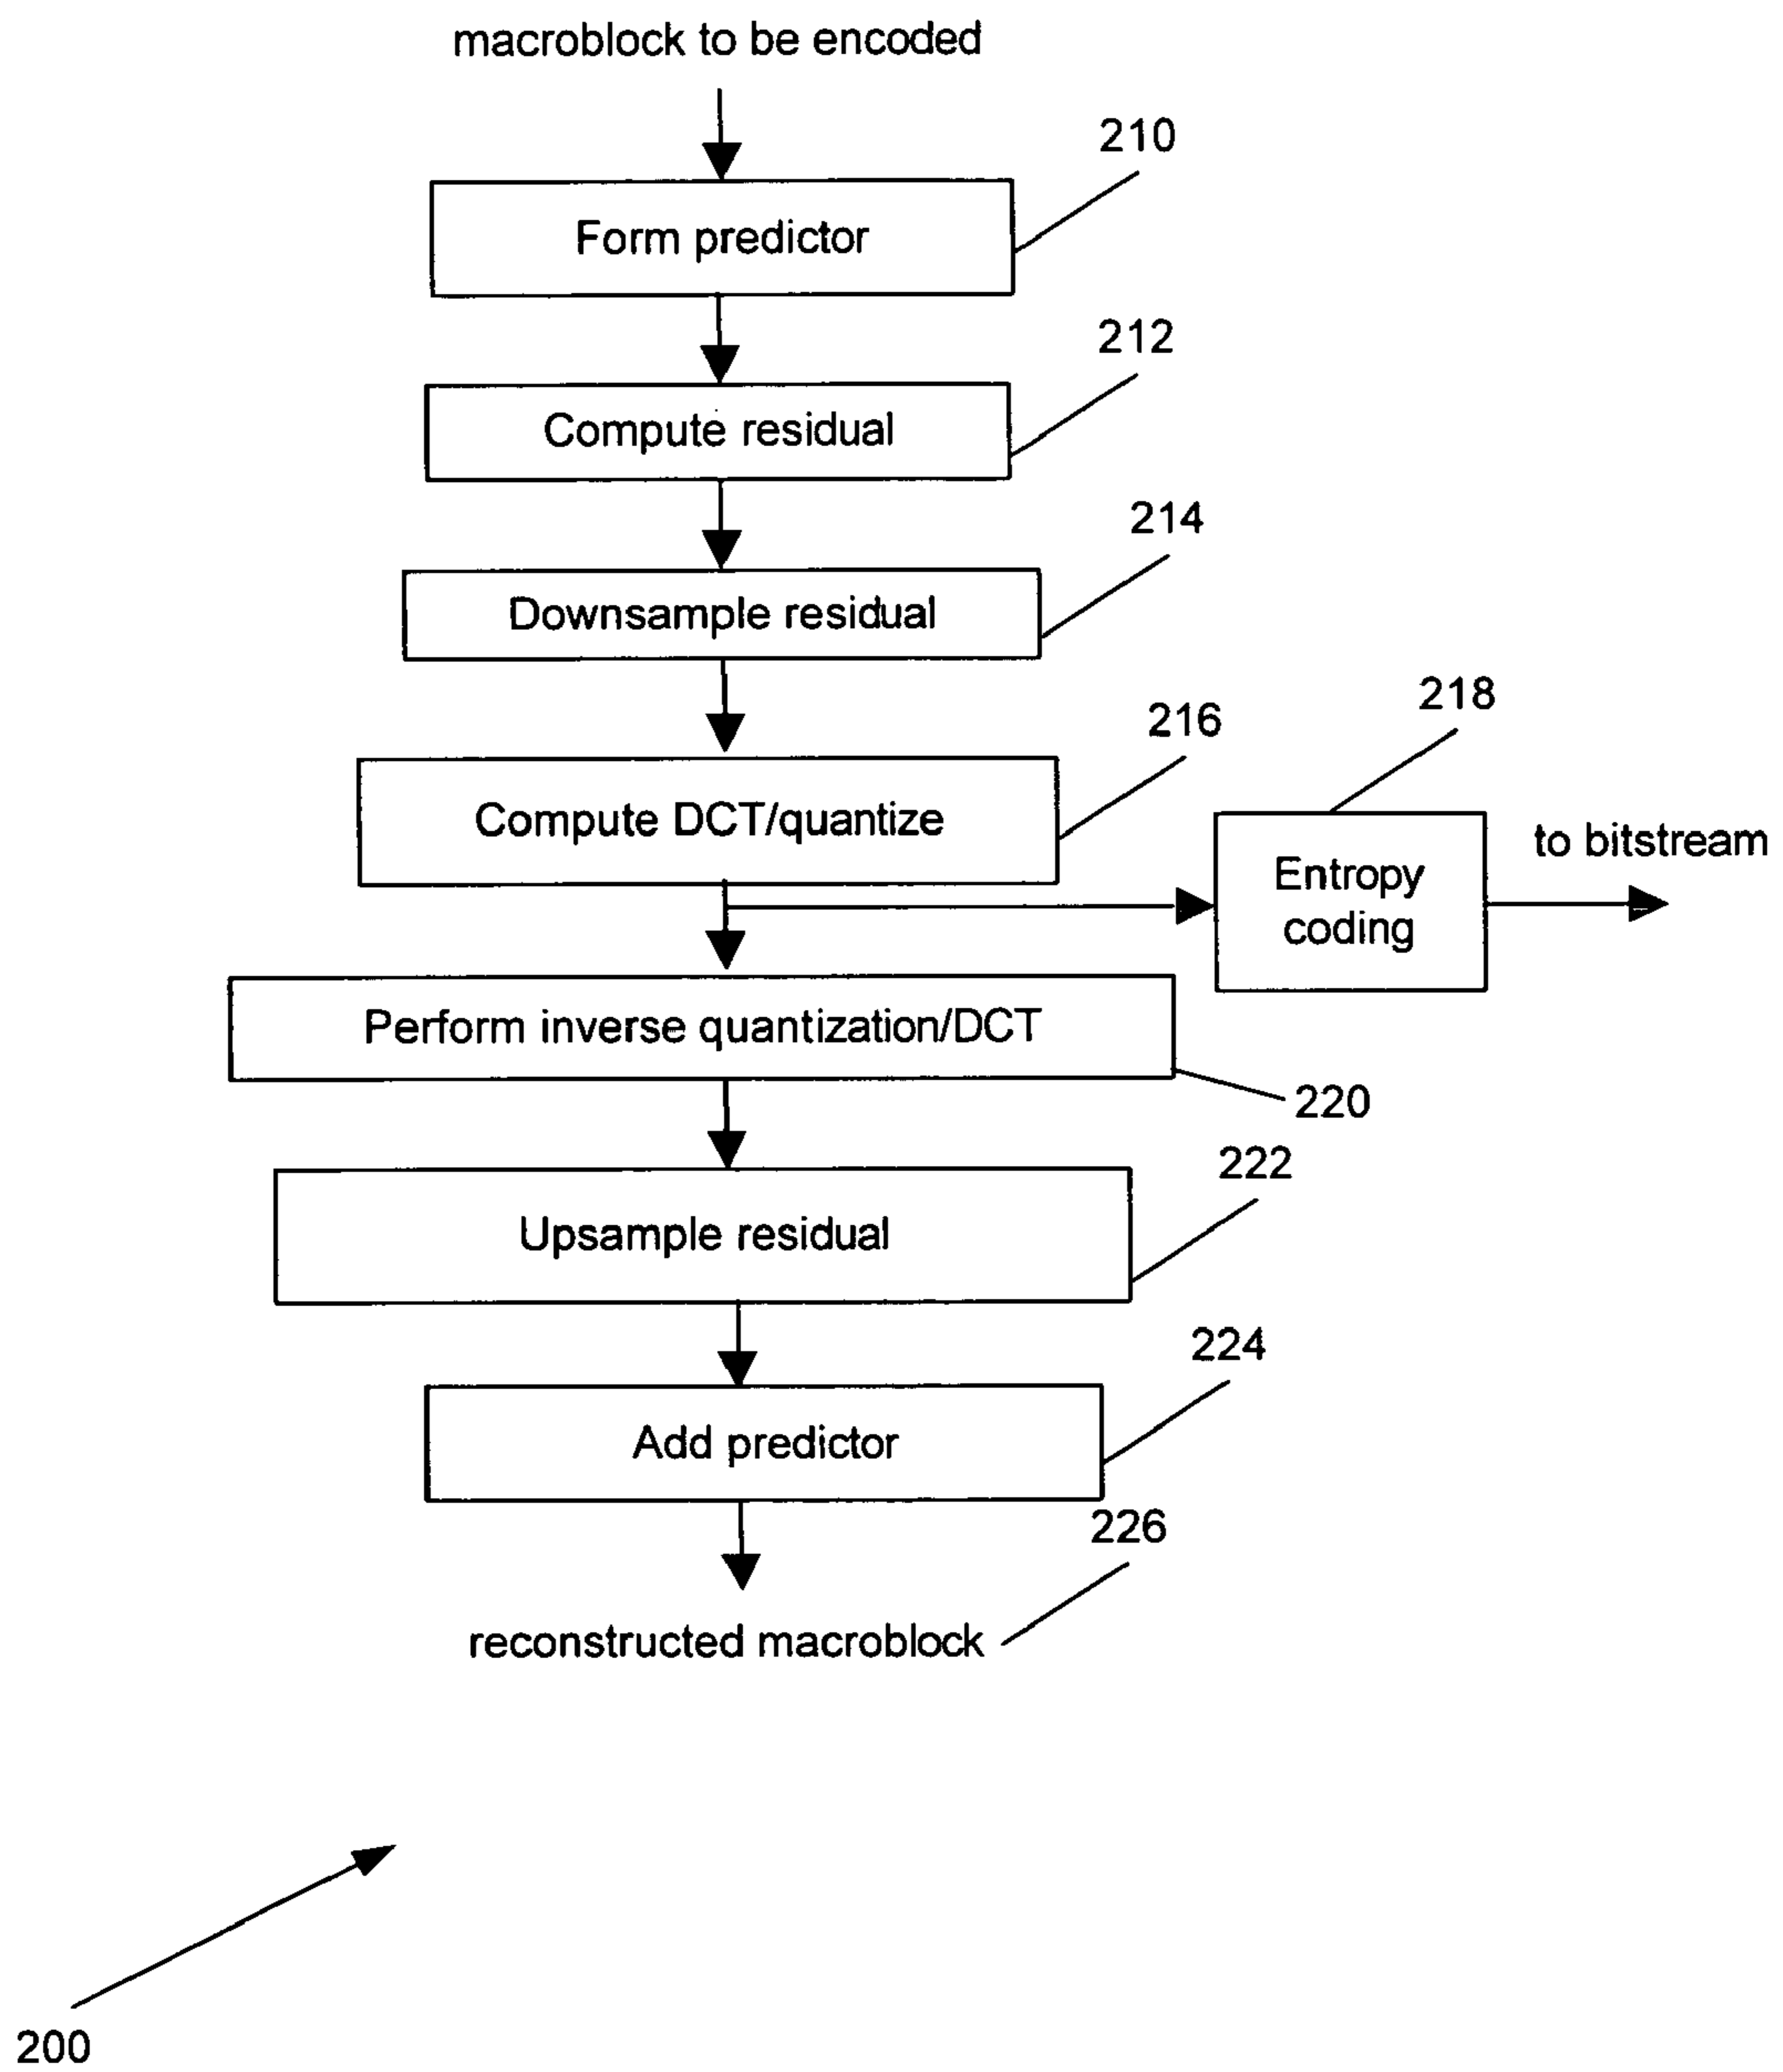 macroblock to be encoded
210
Form predictor
212
Compute residual
214
Downsample residual
216
Compute DCT/quantize
218
Entropy
coding
to bitstream
Perform inverse quantization/DCT
220
222
Upsample residual
224
Add predictor
226
reconstructed macroblock
200